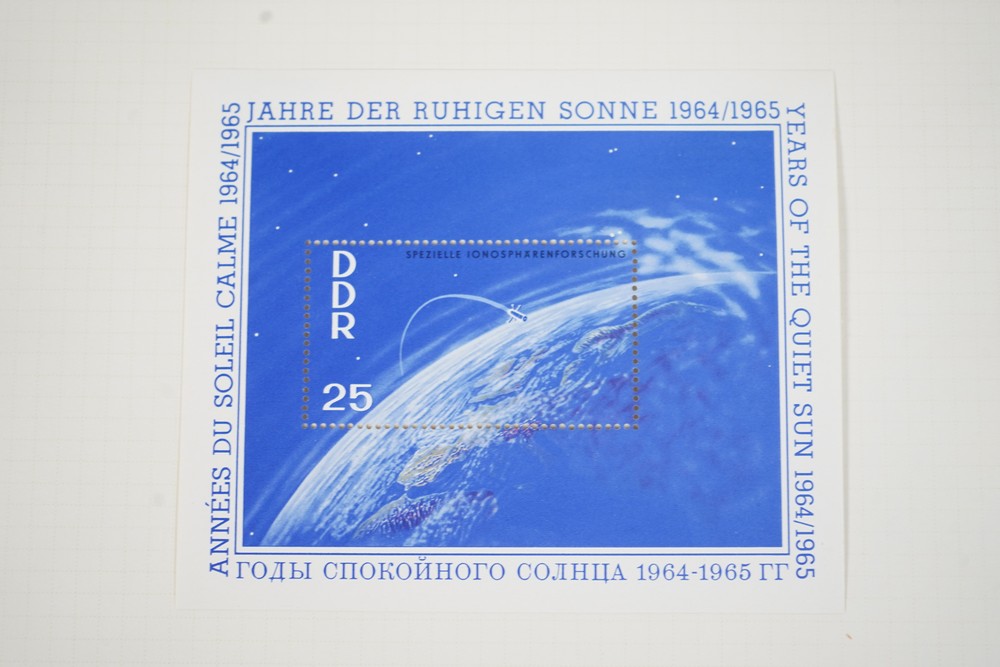 JAHRE DER RUHIGEN SONNE 1964/1965
ANNÉES DU SOLEIL CALME 1964/1965
YEARS OF THE QUIET SUN 1964/1965
SPEZIELLE IONOSPHÄRENFORSCHUNG
D
D
R
25
ГОДЫ СПОКОЙНОГО СОЛНЦА 1964-1965 ГГ